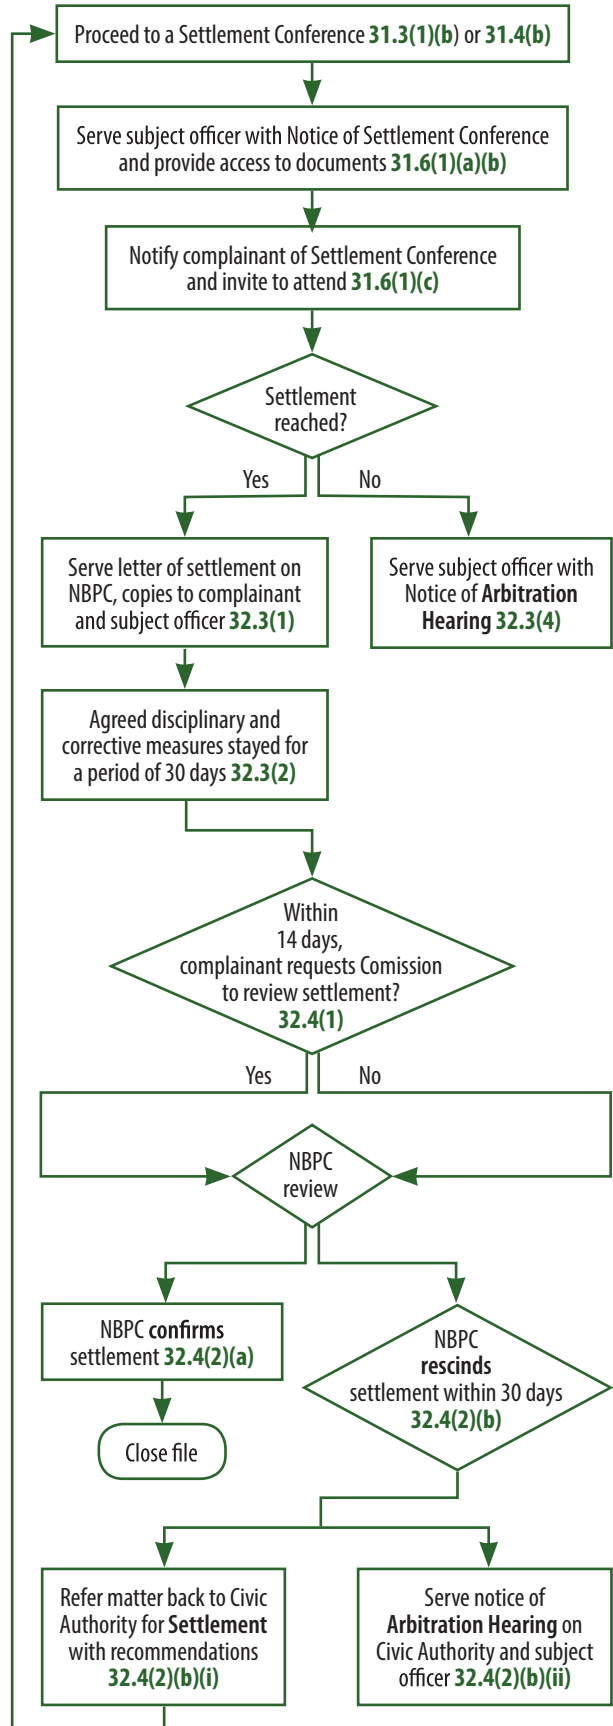 Proceed to a Settlement Conference 31.3(1)(b) or 31.4(b)
Serve subject officer with Notice of Settlement Conference
and provide access to documents 31.6(1)(a)(b)
Notify complainant of Settlement Conference
and invite to attend 31.6(1)(c)
Settlement
reached?
Yes
No
Serve letter of settlement on
NBPC, copies to complainant
and subject officer 32.3(1)
Serve subject officer with
Notice of Arbitration
Hearing 32.3(4)
Agreed disciplinary and
corrective measures stayed for
a period of 30 days 32.3(2)
Within
14 days,
complainant requests Comission
to review settlement?
32.4(1)
Yes
No
NBPC
review
NBPC confirms
settlement 32.4(2)(a)
NBPC
rescinds
settlement within 30 days
32.4(2)(b)
Close file
Refer matter back to Civic
Authority for Settlement
with recommendations
32.4(2)(b)(i)
Serve notice of
Arbitration Hearing on
Civic Authority and subject
officer 32.4(2)(b)(ii)